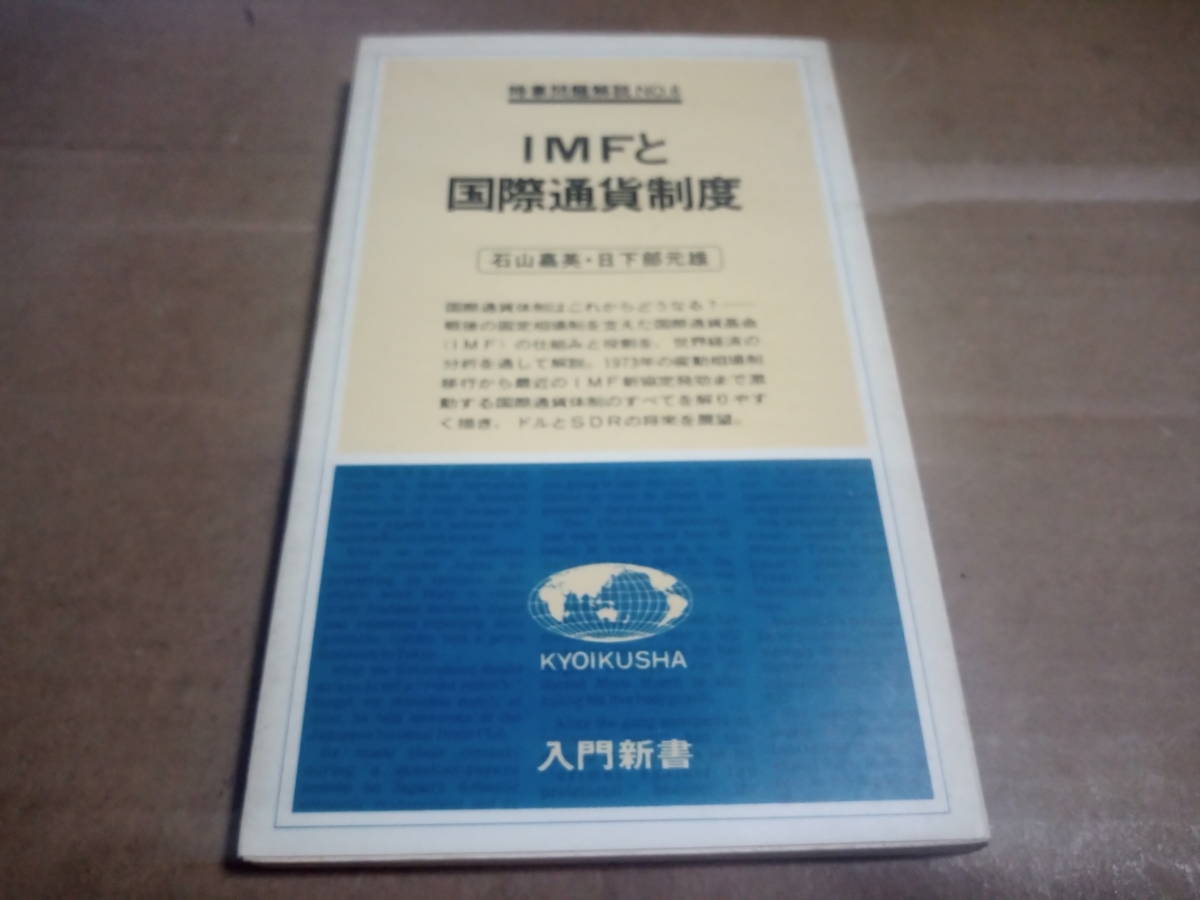 時事問題解説NO.8
IMFと
国際通貨制度
石山嘉英・日下部元雄
国際通貨体制はこれからどうなる？——
戦後の固定相場制を支えた国際通貨基金
（IMF）の仕組みと役割を、世界経済の
分析を通して解説。1973年の変動相場制
移行から最近のIMF新協定発効まで激
動する国際通貨体制のすべてを解りやす
く描き、ドルとSDRの将来を展望。
KYOIKUSHA
入門新書